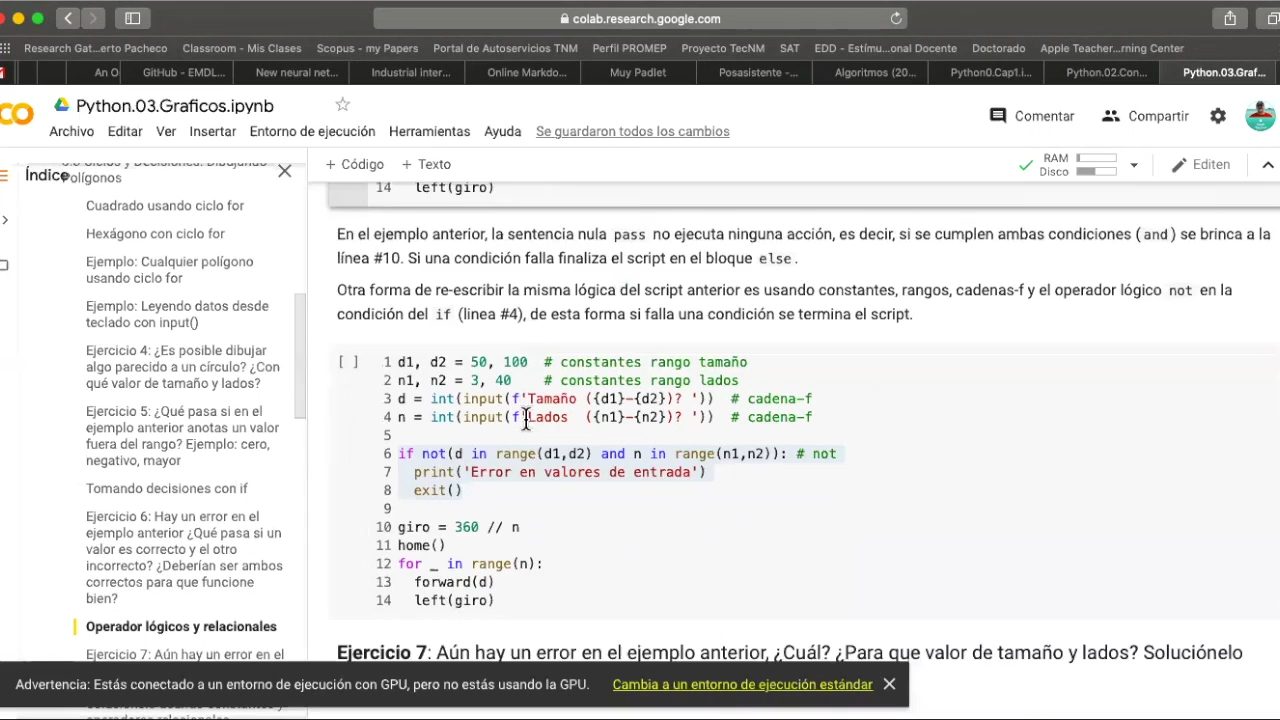 colab.research.google.com
Research Gat...erto Pacheco Classroom - Mis Clases Scopus - my Papers Portal de Autoservicios TNM Perfil PROMEP Proyecto TecNM SAT EDD - Estímu...onal Docente Doctorado Apple Teacher...rning Center
An O GitHub - EMDL... New neural net... Industrial inter... Online Markdo... Muy Padlet Posasistente -... Algoritmos (20... Python0.Cap1.i... Python.02.Con... Python.03.Graf...
Python.03.Graficos.ipynb
Comentar Compartir
Archivo Editar Ver Insertar Entorno de ejecución Herramientas Ayuda Se guardaron todos los cambios
+ Código + Texto
RAM
Disco
Editen
Índice
3.3 Ciclos y Decisiones: Dibujando
Polígonos
Cuadrado usando ciclo for
Hexágono con ciclo for
Ejemplo: Cualquier polígono
usando ciclo for
Ejemplo: Leyendo datos desde
teclado con input()
Ejercicio 4: ¿Es posible dibujar
algo parecido a un círculo? ¿Con
qué valor de tamaño y lados?
Ejercicio 5: ¿Qué pasa si en el
ejemplo anterior anotas un valor
fuera del rango? Ejemplo: cero,
negativo, mayor
Tomando decisiones con if
Ejercicio 6: Hay un error en el
ejemplo anterior ¿Qué pasa si un
valor es correcto y el otro
incorrecto? ¿Deberían ser ambos
correctos para que funcione
bien?
Operador lógicos y relacionales
Ejercicio 7: Aún hay un error en el
14 left(giro)
En el ejemplo anterior, la sentencia nula pass no ejecuta ninguna acción, es decir, si se cumplen ambas condiciones (and) se brinca a la
línea #10. Si una condición falla finaliza el script en el bloque else.
Otra forma de re-escribir la misma lógica del script anterior es usando constantes, rangos, cadenas-f y el operador lógico not en la
condición del if (linea #4), de esta forma si falla una condición se termina el script.
[ ] 1 d1, d2 = 50, 100 # constantes rango tamaño
2 n1, n2 = 3, 40 # constantes rango lados
3 d = int(input(f'Tamaño ({d1}-{d2})? ')) # cadena-f
4 n = int(input(f'Lados ({n1}-{n2})? ')) # cadena-f
5
6 if not(d in range(d1,d2) and n in range(n1,n2)): # not
7 print('Error en valores de entrada')
8 exit()
9
10 giro = 360 // n
11 home()
12 for _ in range(n):
13 forward(d)
14 left(giro)
Ejercicio 7: Aún hay un error en el ejemplo anterior, ¿Cuál? ¿Para que valor de tamaño y lados? Soluciónelo
Advertencia: Estás conectado a un entorno de ejecución con GPU, pero no estás usando la GPU. Cambia a un entorno de ejecución estándar